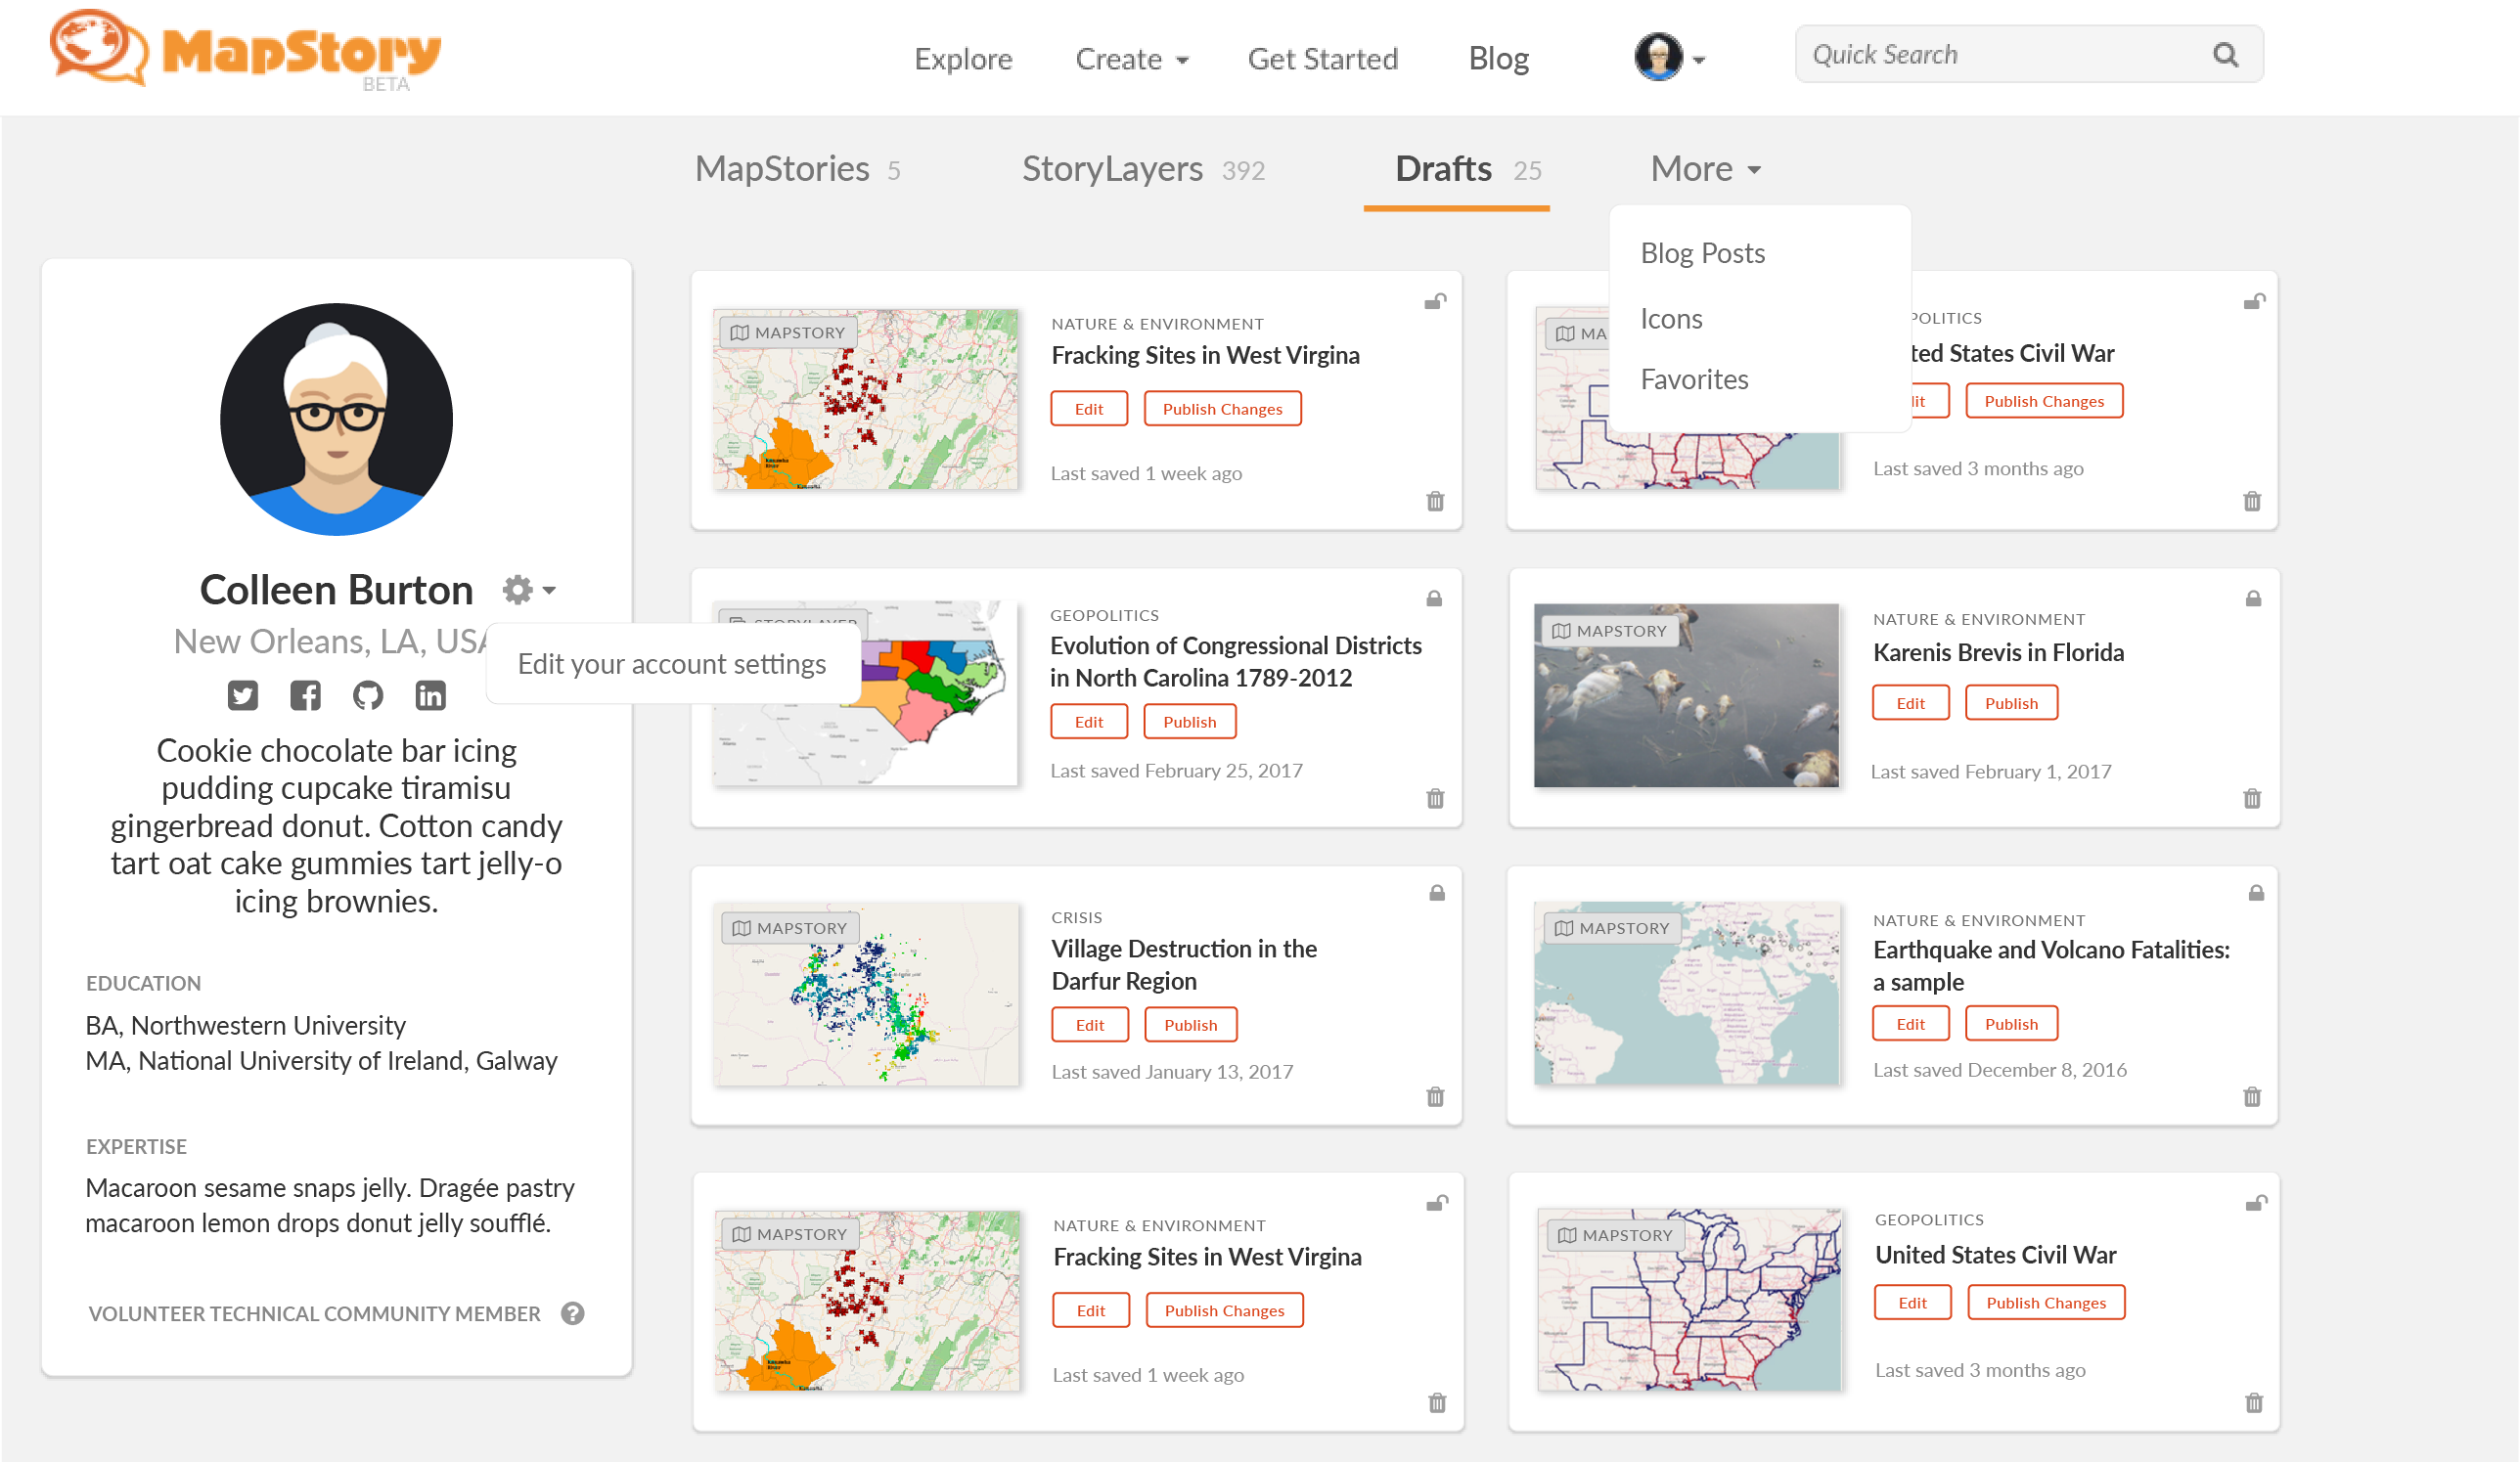 MapStory
BETA
Explore
Create
Get Started
Blog
Quick Search
MapStories 5
StoryLayers 392
Drafts 25
More
Blog Posts
Icons
Favorites
Colleen Burton
New Orleans, LA, USA
Edit your account settings
Cookie chocolate bar icing
pudding cupcake tiramisu
gingerbread donut. Cotton candy
tart oat cake gummies tart jelly-o
icing brownies.
EDUCATION
BA, Northwestern University
MA, National University of Ireland, Galway
EXPERTISE
Macaroon sesame snaps jelly. Dragée pastry
macaroon lemon drops donut jelly soufflé.
VOLUNTEER TECHNICAL COMMUNITY MEMBER ?
MAPSTORY
NATURE & ENVIRONMENT
Fracking Sites in West Virgina
Edit
Publish Changes
Last saved 1 week ago
MA
POLITICS
ted States Civil War
it
Publish Changes
Last saved 3 months ago
STORYLAYER
GEOPOLITICS
Evolution of Congressional Districts
in North Carolina 1789-2012
Edit
Publish
Last saved February 25, 2017
MAPSTORY
NATURE & ENVIRONMENT
Karenis Brevis in Florida
Edit
Publish
Last saved February 1, 2017
MAPSTORY
CRISIS
Village Destruction in the
Darfur Region
Edit
Publish
Last saved January 13, 2017
MAPSTORY
NATURE & ENVIRONMENT
Earthquake and Volcano Fatalities:
a sample
Edit
Publish
Last saved December 8, 2016
MAPSTORY
NATURE & ENVIRONMENT
Fracking Sites in West Virgina
Edit
Publish Changes
Last saved 1 week ago
MAPSTORY
GEOPOLITICS
United States Civil War
Edit
Publish Changes
Last saved 3 months ago